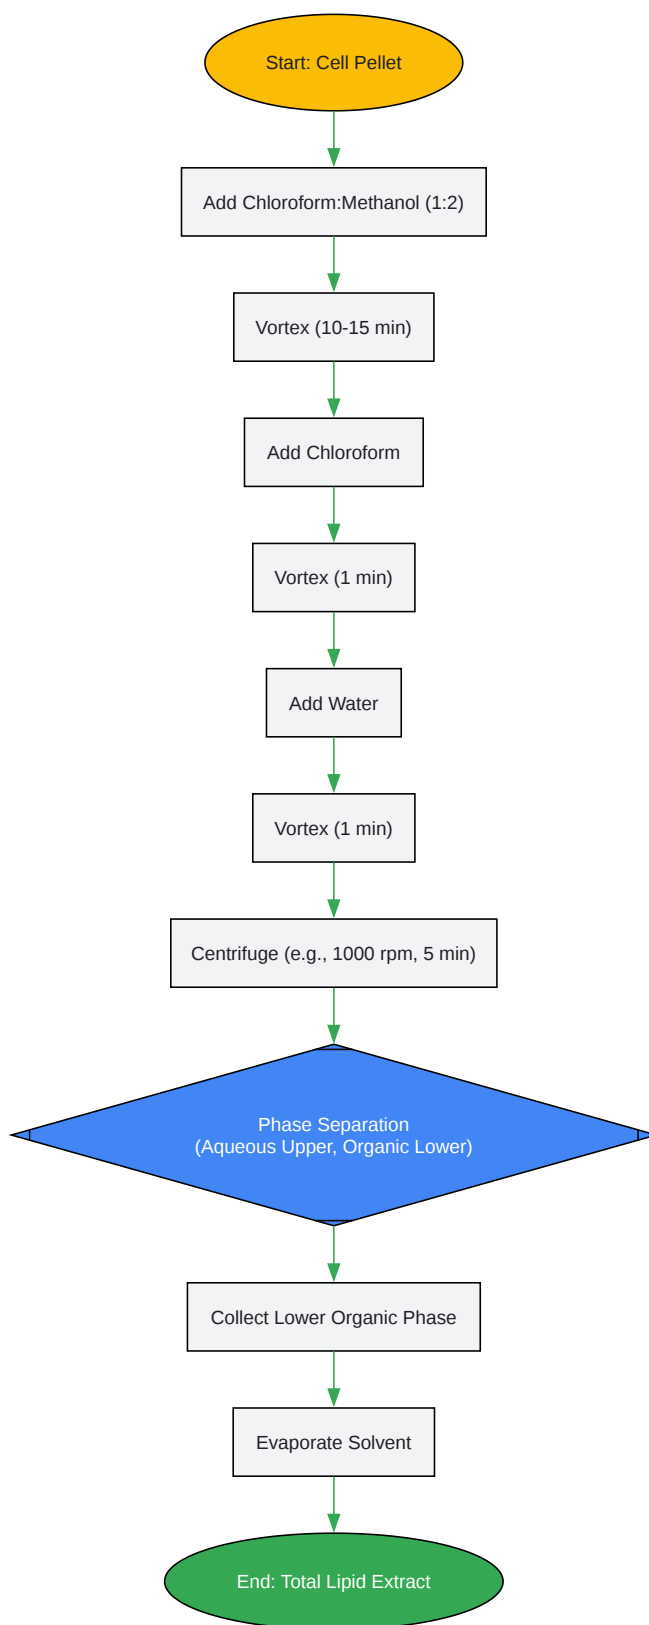 Start: Cell Pellet
Add Chloroform:Methanol (1:2)
Vortex (10-15 min)
Add Chloroform
Vortex (1 min)
Add Water
Vortex (1 min)
Centrifuge (e.g., 1000 rpm, 5 min)
Phase Separation
(Aqueous Upper, Organic Lower)
Collect Lower Organic Phase
Evaporate Solvent
End: Total Lipid Extract